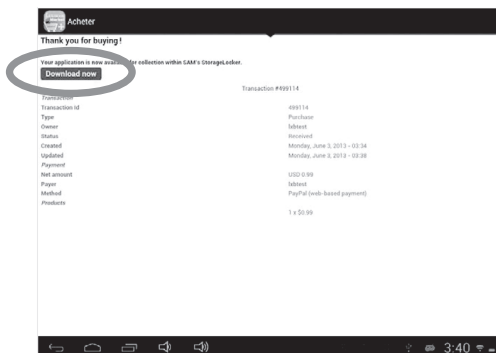 Acheter
Thank you for buying !
Your application is now available for collection within SAM's StorageLocker.
Download now
Transaction #499114
Transaction
Transaction Id 499114
Type Purchase
Owner lxbtest
Status Received
Created Monday, June 3, 2013 - 03:34
Updated Monday, June 3, 2013 - 03:38
Payment
Net amount USD 0.99
Payer lxbtest
Method PayPal (web-based payment)
Products
1 x $0.99
3:40